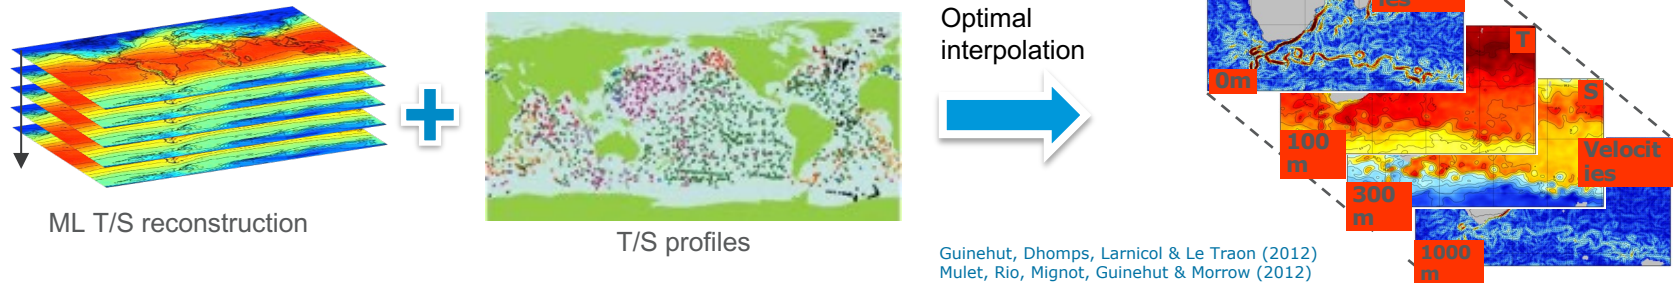 ML T/S reconstruction
T/S profiles
Optimal
interpolation
Guinehut, Dhomps, Larnicol & Le Traon (2012)
Mulet, Rio, Mignot, Guinehut & Morrow (2012)
ies
0m
T
100
m
S
300
m
Velocit
ies
1000
m